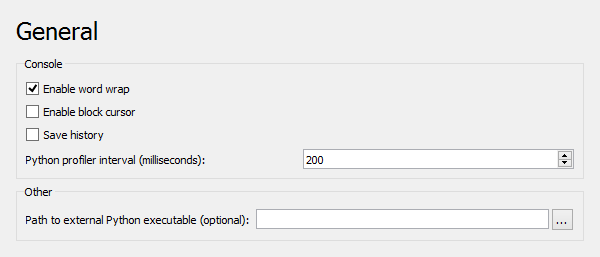 General
Console
Enable word wrap
Enable block cursor
Save history
Python profiler interval (milliseconds): 200
Other
Path to external Python executable (optional): ...